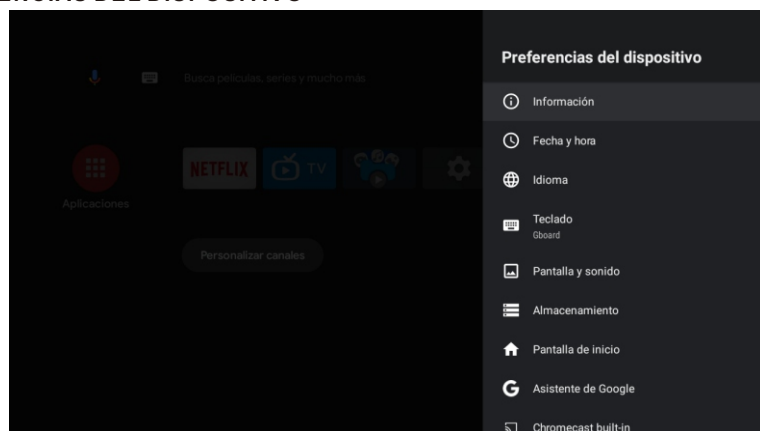 Preferencias del dispositivo
Busca películas, series y mucho más
Información
Fecha y hora
Idioma
NETFLIX
TV
Aplicaciones
Teclado
Gboard
Personalizar canales
Pantalla y sonido
Almacenamiento
Pantalla de inicio
Asistente de Google
Chromecast built-in